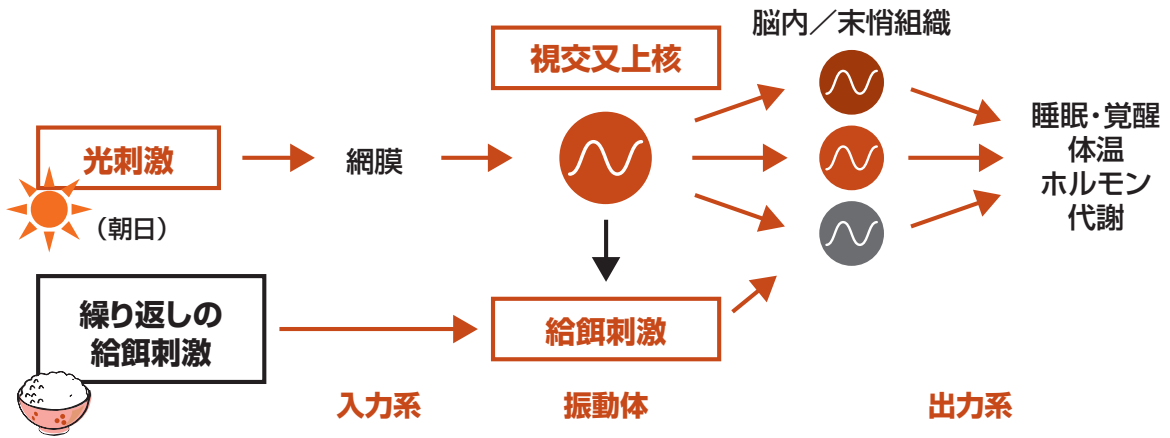 脳内／末梢組織
視交叉上核
光刺激
（朝日）
網膜
睡眠・覚醒
体温
ホルモン
代謝
繰り返しの
給餌刺激
給餌刺激
入力系
振動体
出力系